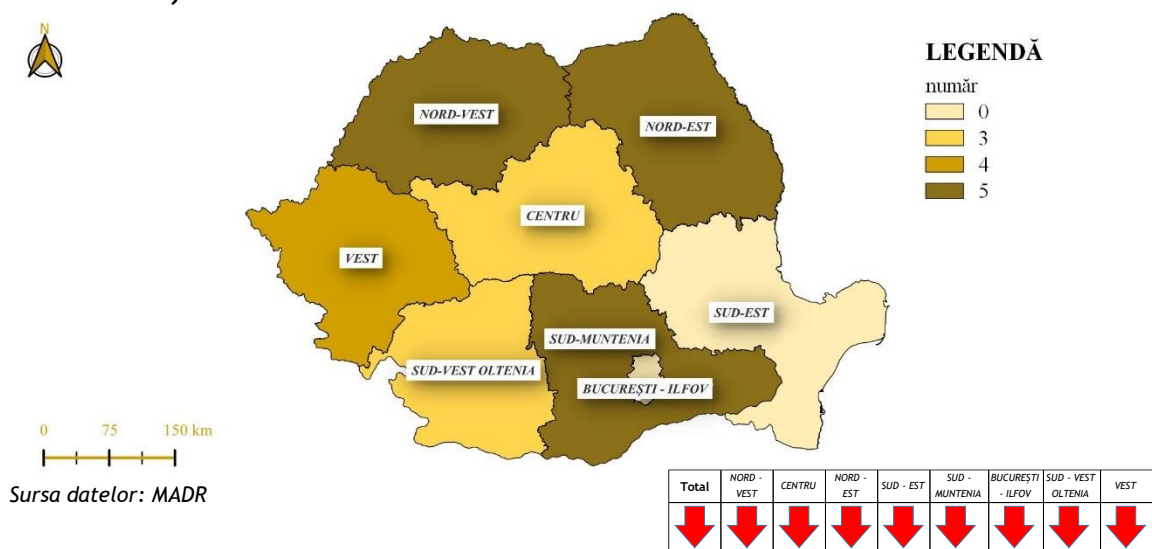 N
LEGENDĂ
număr
0
3
4
5
NORD-VEST
NORD-EST
CENTRU
VEST
SUD-EST
SUD-MUNTENIA
SUD-VEST OLTENIA
BUCUREȘTI - ILFOV
0 75 150 km
Sursa datelor: MADR
Total
NORD -
VEST
CENTRU
NORD -
EST
SUD - EST
SUD -
MUNTENIA
BUCUREȘTI
- ILFOV
SUD - VEST
OLTENIA
VEST